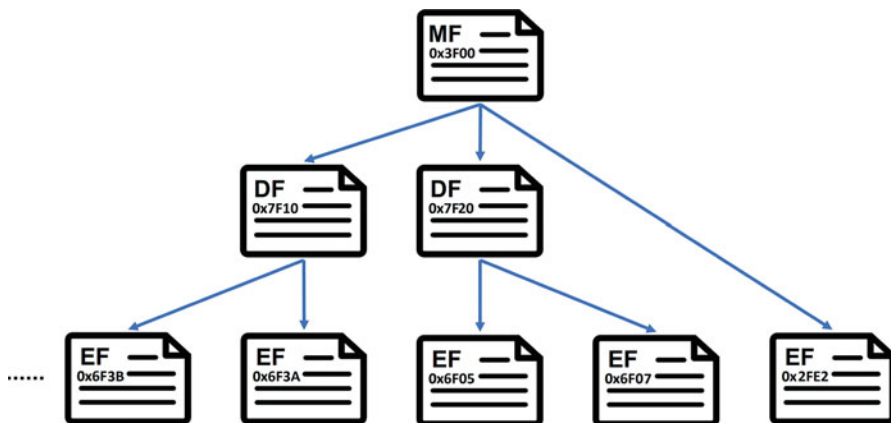 MF
0x3F00
DF
0x7F10
DF
0x7F20
EF
0x6F3B
EF
0x6F3A
EF
0x6F05
EF
0x6F07
EF
0x2FE2
......